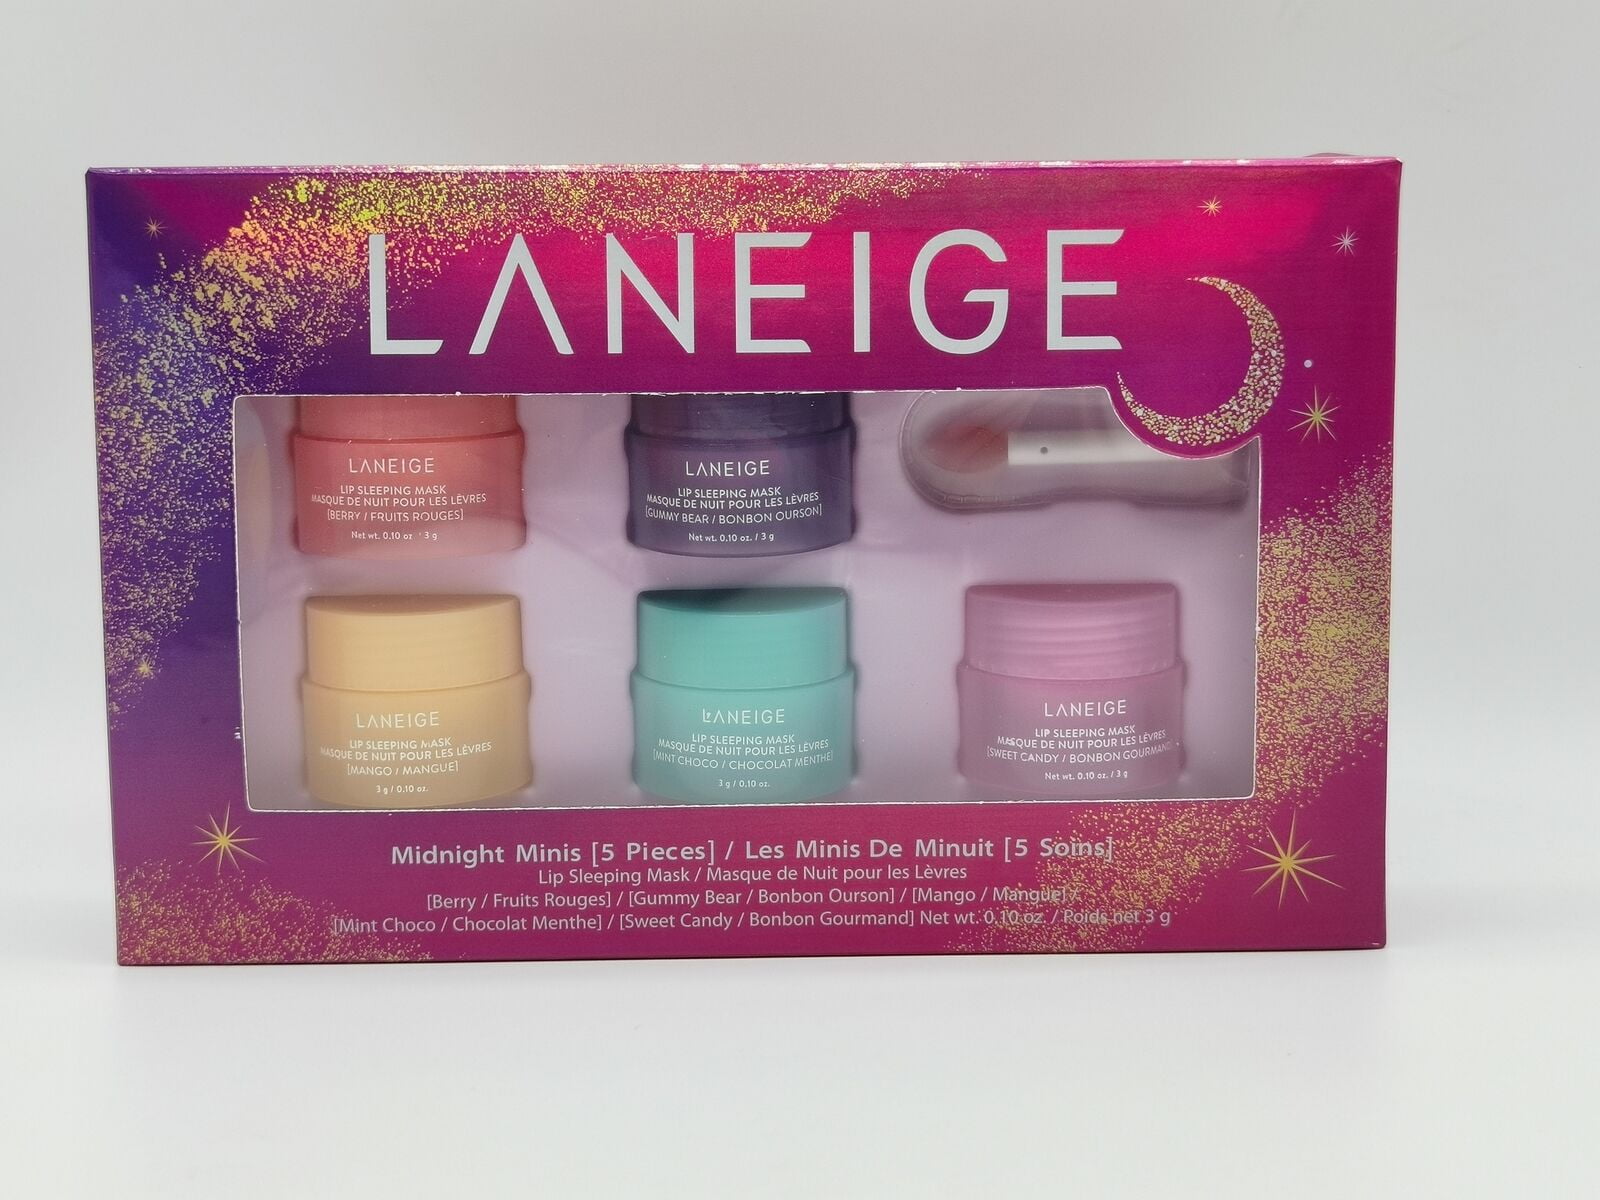 LANEIGE
LANEIGE
LIP SLEEPING MASK
MASQUE DE NUIT POUR LES LÈVRES
[BERRY / FRUITS ROUGES]
Net wt. 0.10 oz / 3 g
LANEIGE
LIP SLEEPING MASK
MASQUE DE NUIT POUR LES LÈVRES
[GUMMY BEAR / BONBON OURSON]
Net wt. 0.10 oz. / 3 g
LANEIGE
LIP SLEEPING MASK
MASQUE DE NUIT POUR LES LÈVRES
[MANGO / MANGUE]
3 g / 0.10 oz.
LANEIGE
LIP SLEEPING MASK
MASQUE DE NUIT POUR LES LÈVRES
[MINT CHOCO / CHOCOLAT MENTHE]
3 g / 0.10 oz.
LANEIGE
LIP SLEEPING MASK
MASQUE DE NUIT POUR LES LÈVRES
[SWEET CANDY / BONBON GOURMAND]
Net wt. 0.10 oz. / 3 g
Midnight Minis [5 Pieces] / Les Minis De Minuit [5 Soins]
Lip Sleeping Mask / Masque de Nuit pour les Lèvres
[Berry / Fruits Rouges] / [Gummy Bear / Bonbon Ourson] / [Mango / Mangue] /
[Mint Choco / Chocolat Menthe] / [Sweet Candy / Bonbon Gourmand] Net wt. 0.10 oz. / Poids net 3 g